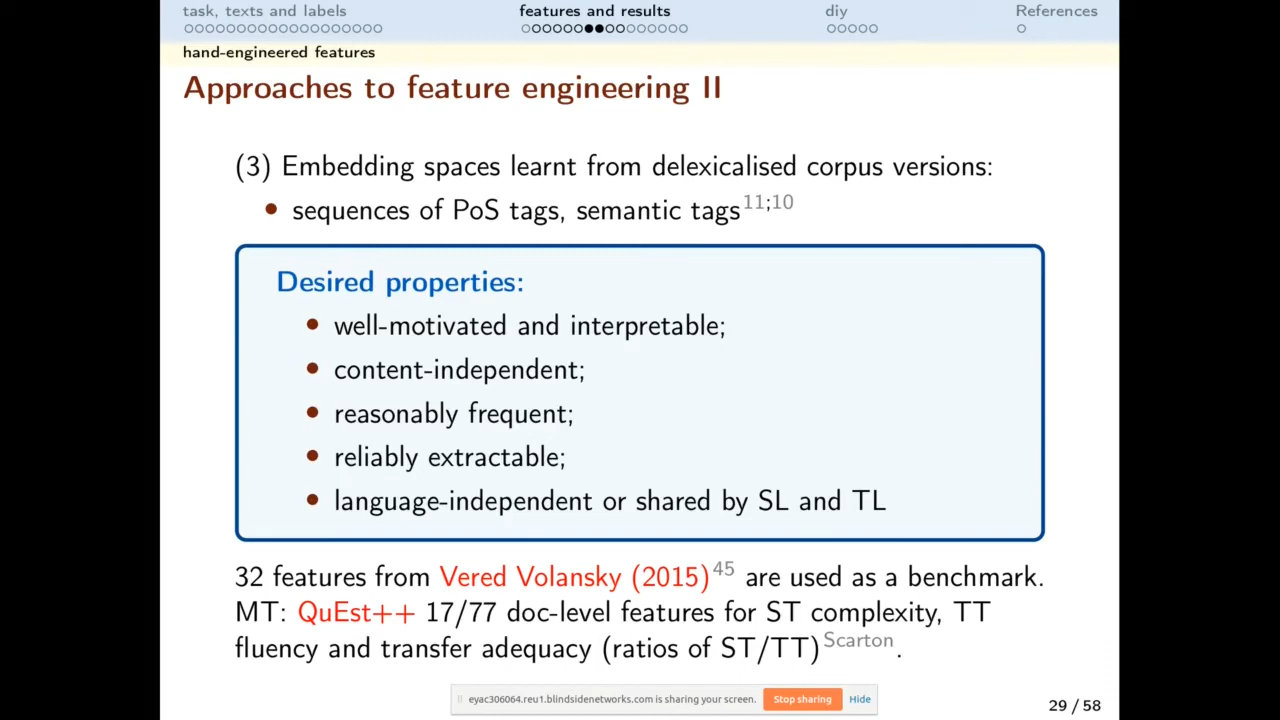 task, texts and labels features and results diy References
hand-engineered features
Approaches to feature engineering II
(3) Embedding spaces learnt from delexicalised corpus versions:
• sequences of PoS tags, semantic tags11;10
Desired properties:
• well-motivated and interpretable;
• content-independent;
• reasonably frequent;
• reliably extractable;
• language-independent or shared by SL and TL
32 features from Vered Volansky (2015)45 are used as a benchmark.
MT: QuEst++ 17/77 doc-level features for ST complexity, TT
fluency and transfer adequacy (ratios of ST/TT)Scarton.
eyac306064.reu1.blindsidenetworks.com is sharing your screen. Stop sharing Hide
29 / 58